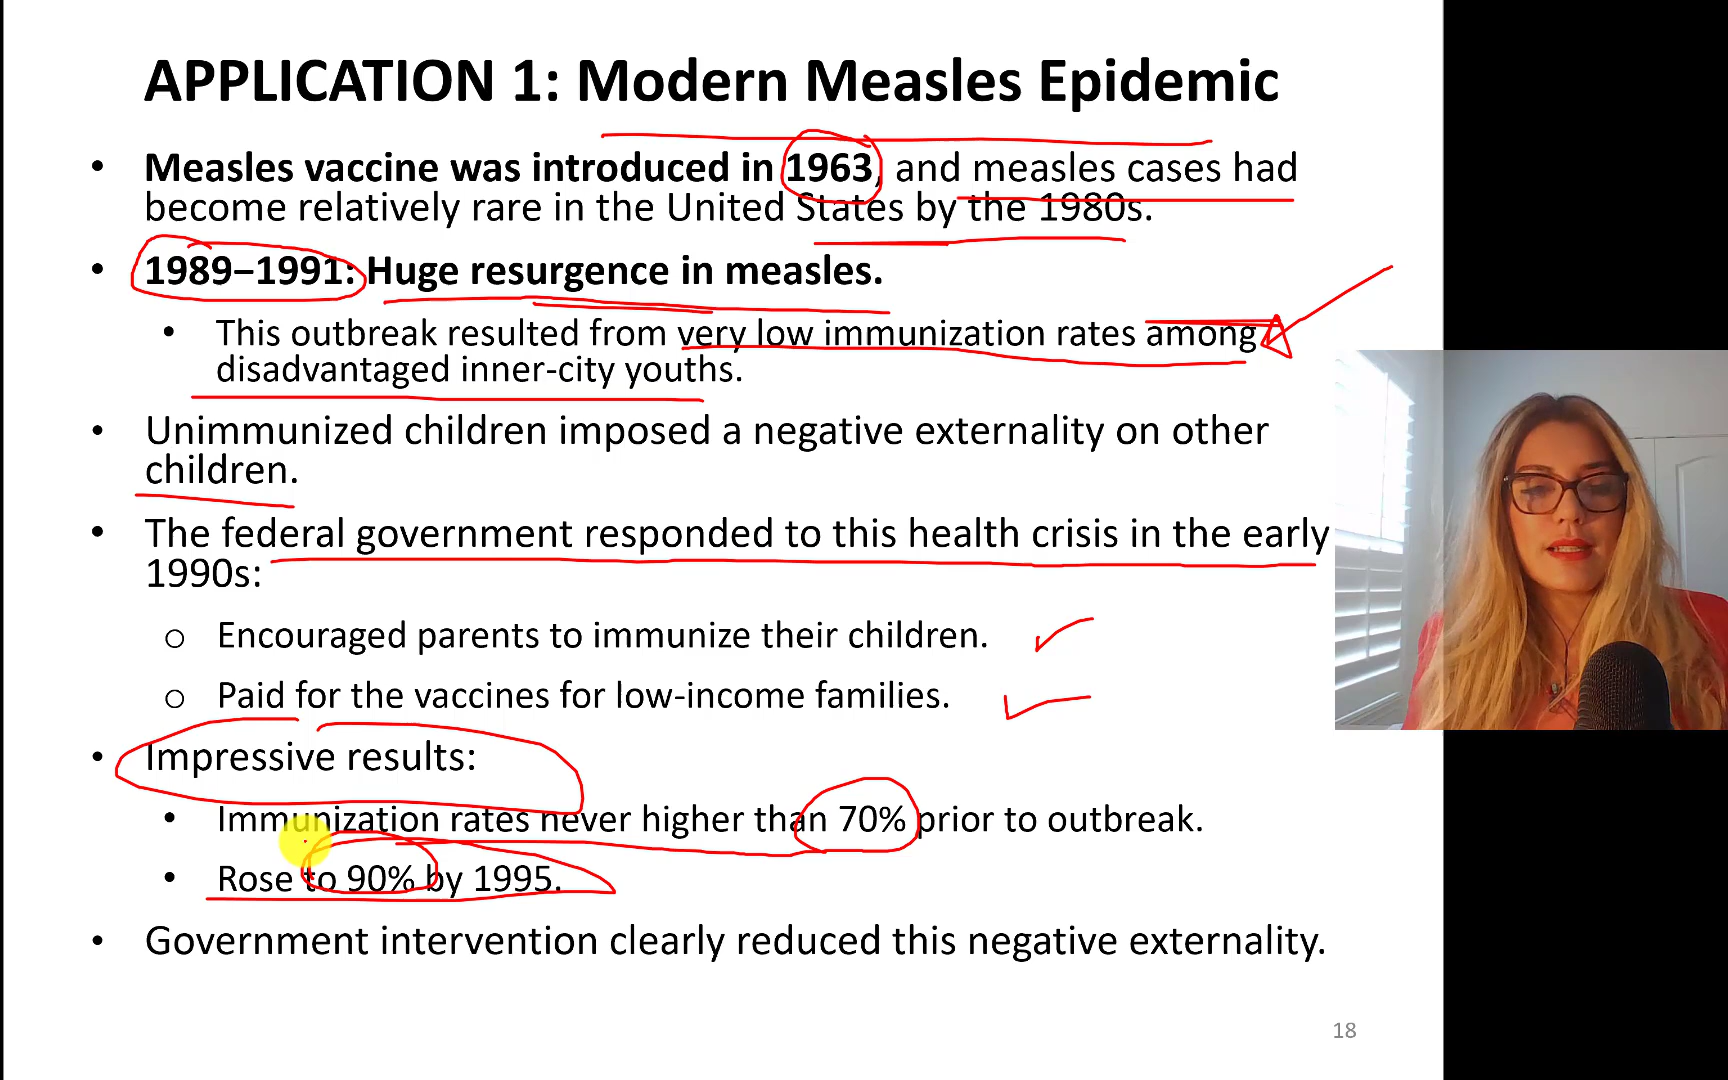 APPLICATION 1: Modern Measles Epidemic
• Measles vaccine was introduced in 1963, and measles cases had
become relatively rare in the United States by the 1980s.
• 1989–1991: Huge resurgence in measles.
• This outbreak resulted from very low immunization rates among
disadvantaged inner-city youths.
• Unimmunized children imposed a negative externality on other
children.
• The federal government responded to this health crisis in the early
1990s:
o Encouraged parents to immunize their children.
o Paid for the vaccines for low-income families.
• Impressive results:
• Immunization rates never higher than 70% prior to outbreak.
• Rose to 90% by 1995.
• Government intervention clearly reduced this negative externality.
18